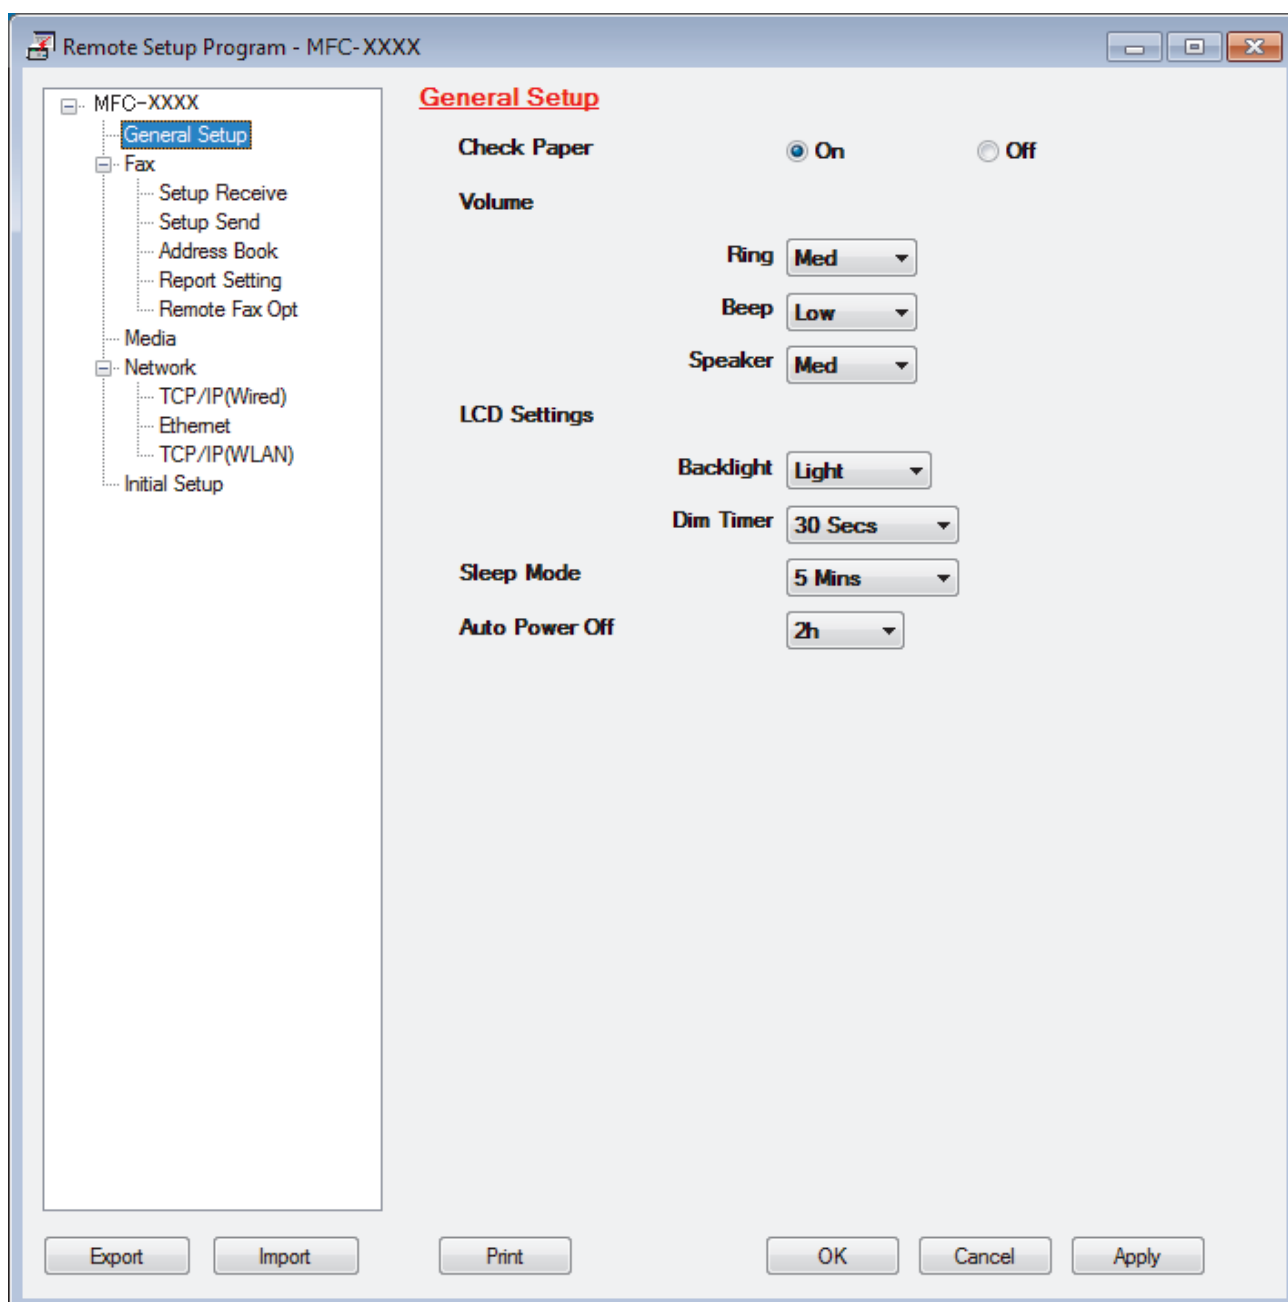 Remote Setup Program - MFC-XXXX
MFC-XXXX
General Setup
Fax
Setup Receive
Setup Send
Address Book
Report Setting
Remote Fax Opt
Media
Network
TCP/IP(Wired)
Ethernet
TCP/IP(WLAN)
Initial Setup
General Setup
Check Paper On Off
Volume
Ring Med
Beep Low
Speaker Med
LCD Settings
Backlight Light
Dim Timer 30 Secs
Sleep Mode 5 Mins
Auto Power Off 2h
Export Import Print OK Cancel Apply